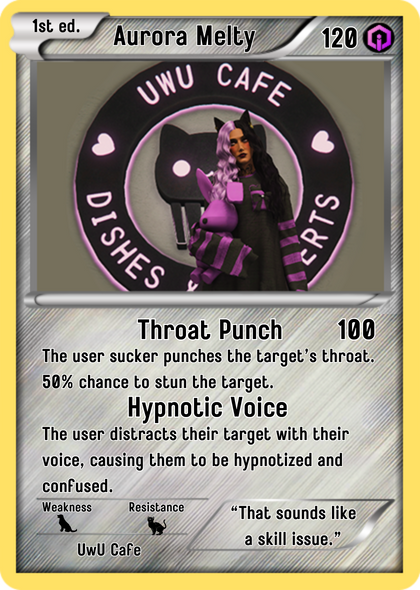 1st ed.
Aurora Melty
120
UWU CAFE
DISHES
ERTS
Throat Punch 100
The user sucker punches the target's throat.
50% chance to stun the target.
Hypnotic Voice
The user distracts their target with their
voice, causing them to be hypnotized and
confused.
Weakness Resistance
UwU Cafe
“That sounds like
a skill issue.”